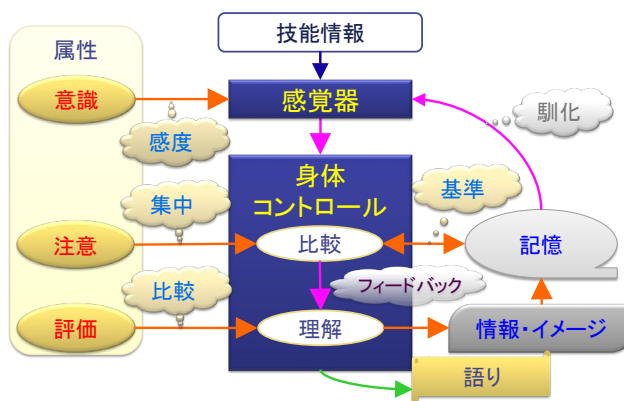 技能情報
属性
意識
感覚器
馴化
感度
身体
コントロール
集中
基準
注意
比較
記憶
比較
フィードバック
評価
理解
情報・イメージ
語り